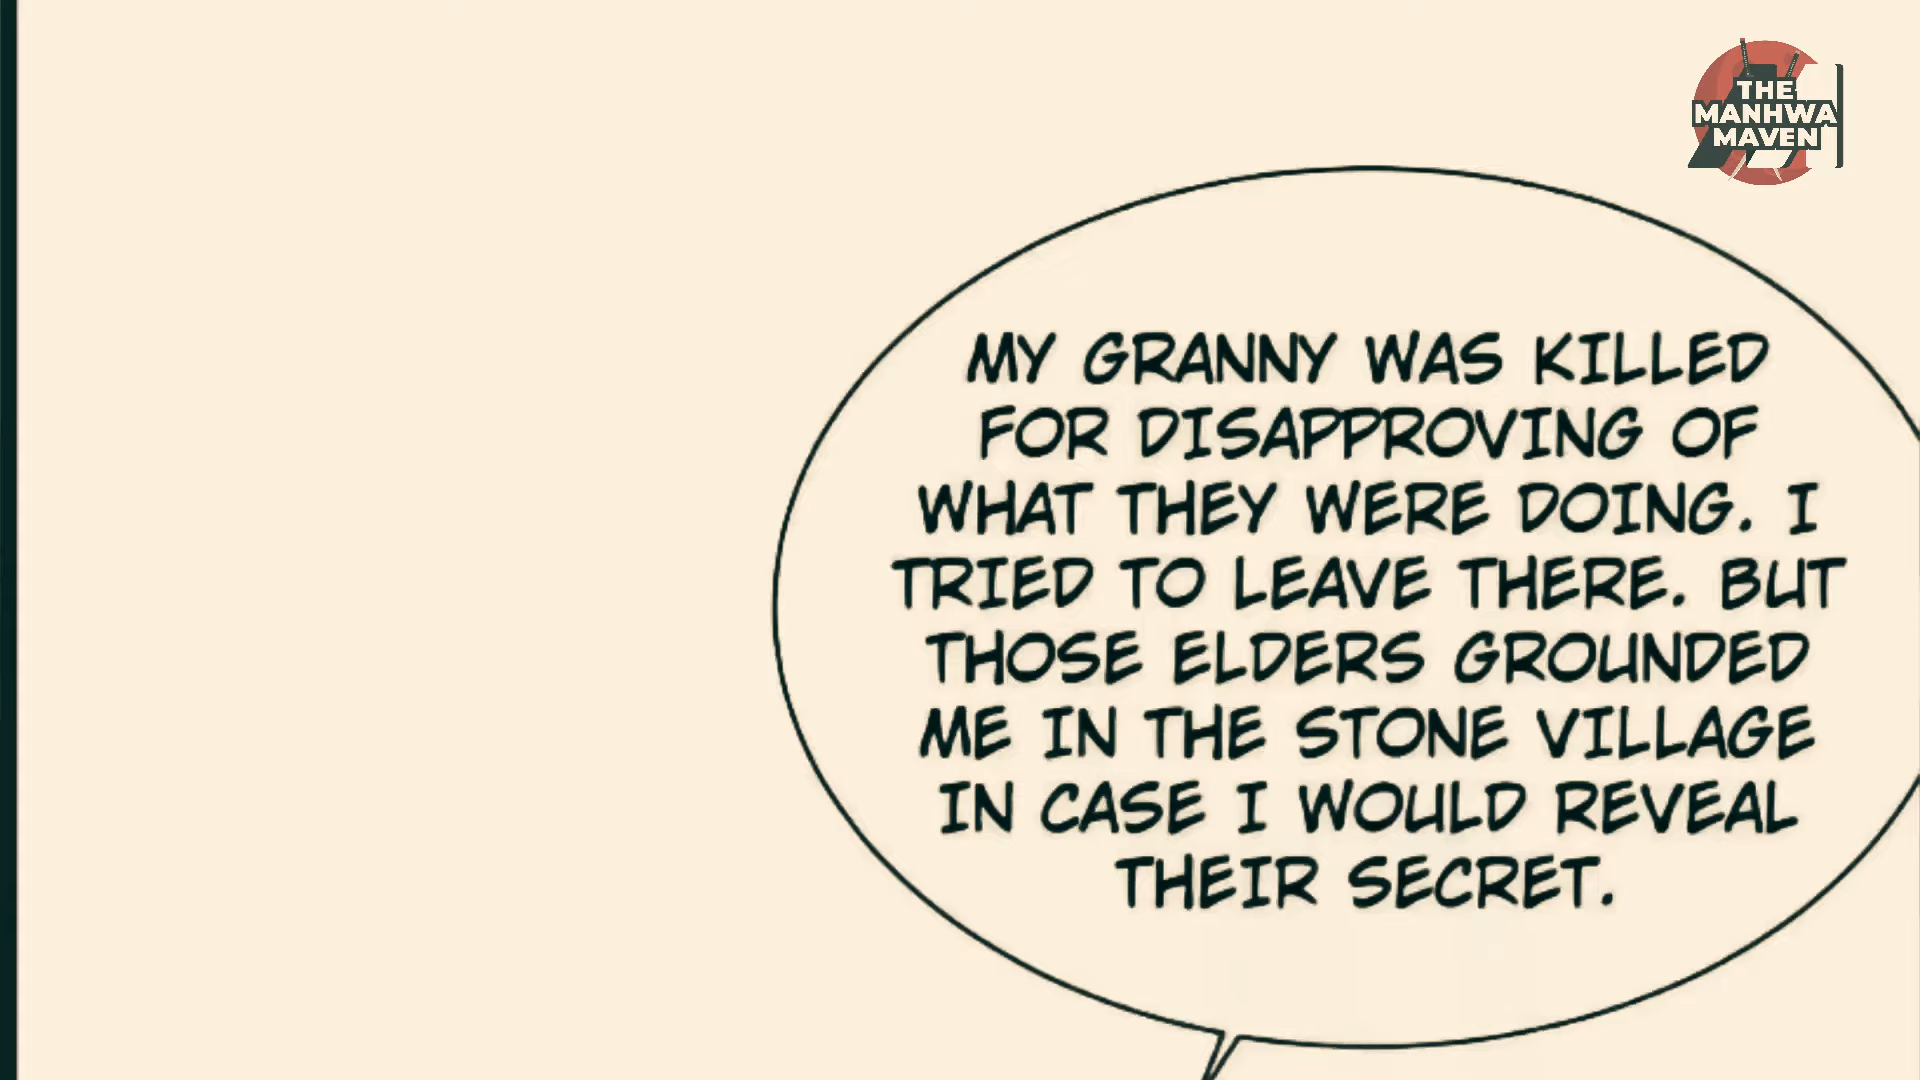 THE
MANHWA
MAVEN
MY GRANNY WAS KILLED
FOR DISAPPROVING OF
WHAT THEY WERE DOING. I
TRIED TO LEAVE THERE. BUT
THOSE ELDERS GROUNDED
ME IN THE STONE VILLAGE
IN CASE I WOULD REVEAL
THEIR SECRET.